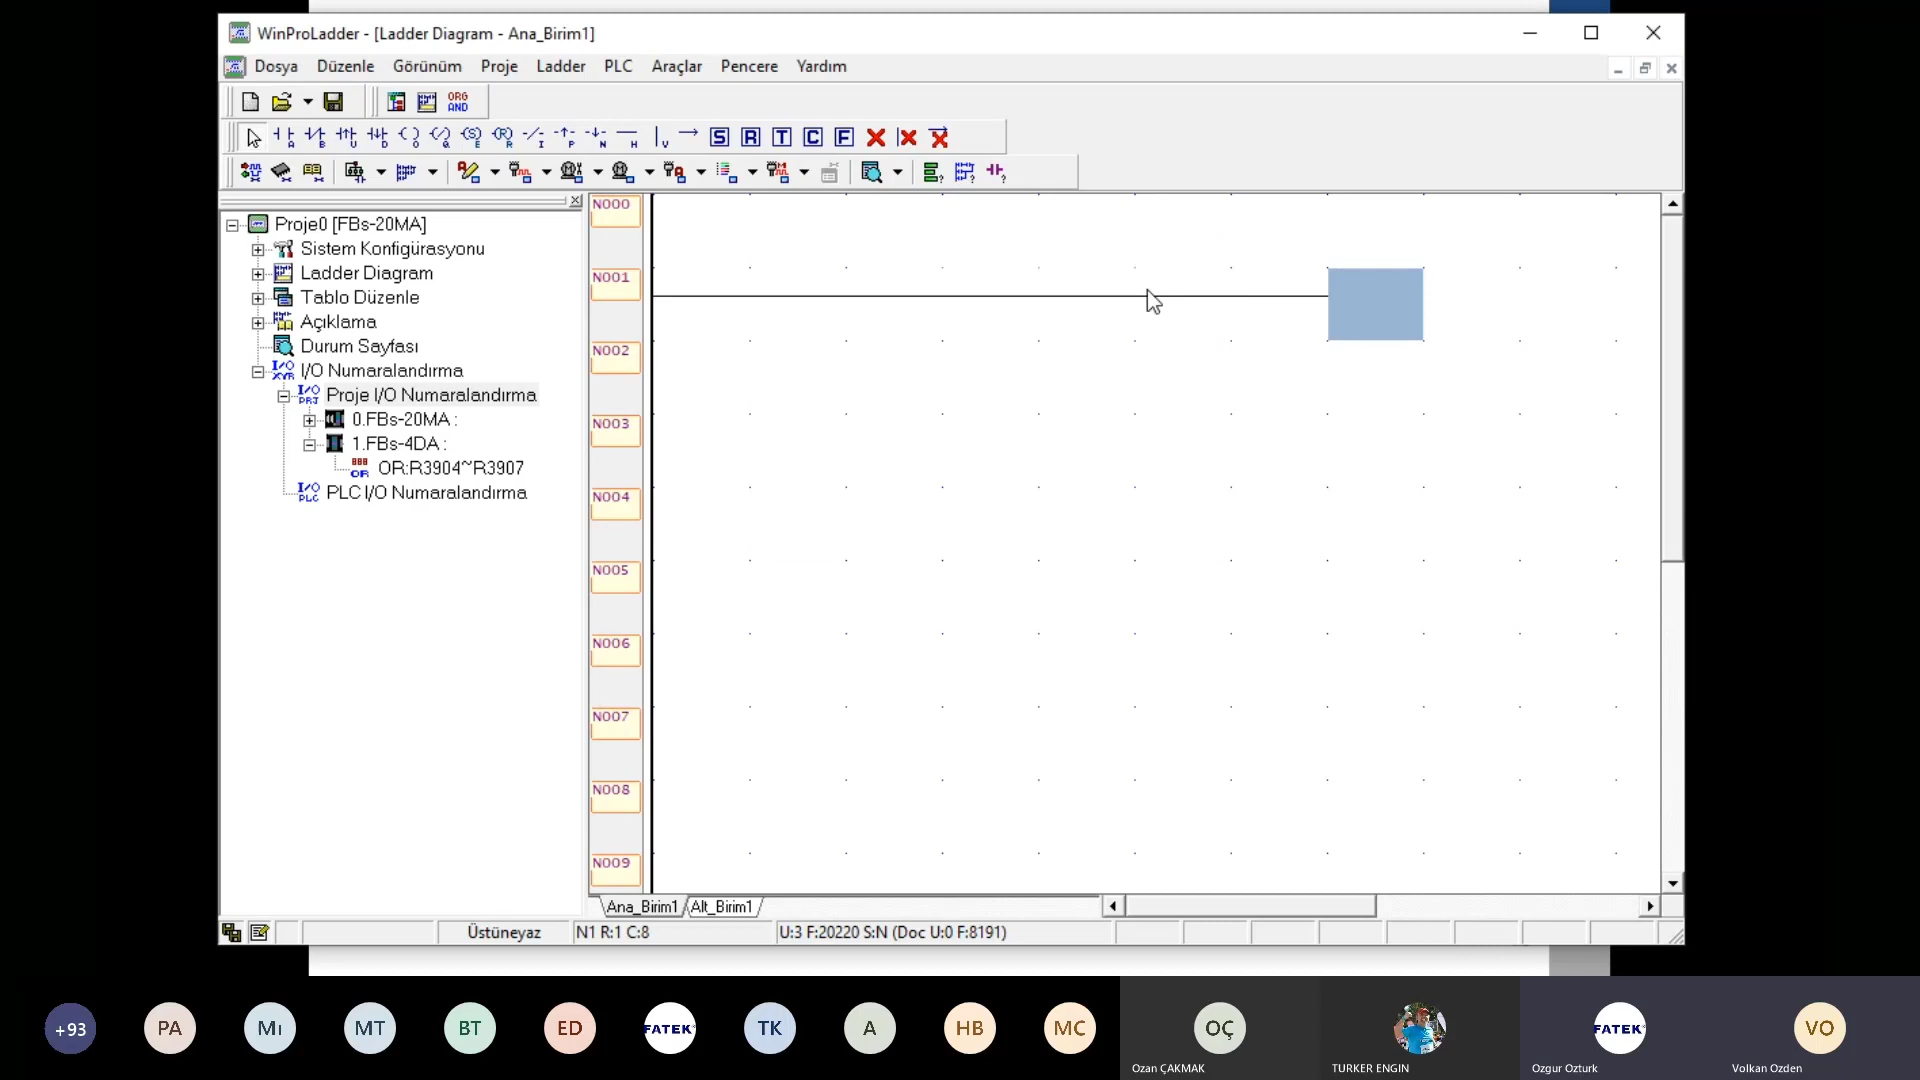 WinProLadder - [Ladder Diagram - Ana_Birim1]
Dosya Düzenle Görünüm Proje Ladder PLC Araçlar Pencere Yardım
ORG
AND
A B U D O Q E R I P N H V S R T C F
Proje0 [FBs-20MA]
Sistem Konfigürasyonu
Ladder Diagram
Tablo Düzenle
Açıklama
Durum Sayfası
I/O Numaralandırma
Proje I/O Numaralandırma
0.FBs-20MA :
1.FBs-4DA :
OR:R3904~R3907
PLC I/O Numaralandırma
N000
N001
N002
N003
N004
N005
N006
N007
N008
N009
Ana_Birim1 Alt_Birim1
Üstüneyaz N1 R:1 C:8 U:3 F:20220 S:N (Doc U:0 F:8191)
+93 PA Mı MT BT ED FATEK TK A HB MC OÇ FATEK VO
Ozan ÇAKMAK TURKER ENGIN Ozgur Ozturk Volkan Ozden